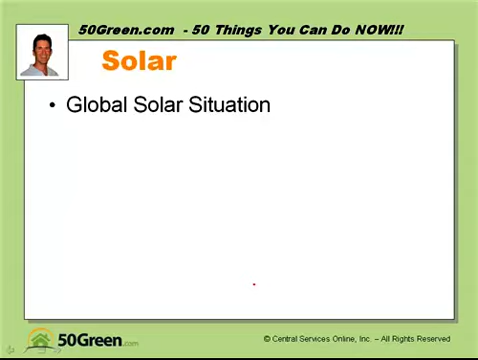 50Green.com - 50 Things You Can Do NOW!!!
Solar
• Global Solar Situation
50Green.com
© Central Services Online, Inc. – All Rights Reserved